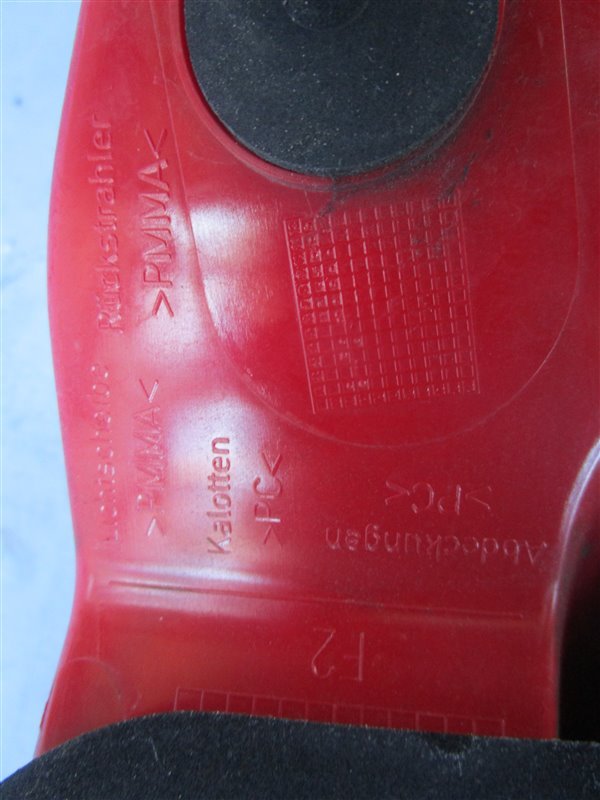 Rückstrahler
>PMMA<
Lichtscheibe
>PMMA<
Kalotten
>PC<
Abdeckungen
>PC<
F2